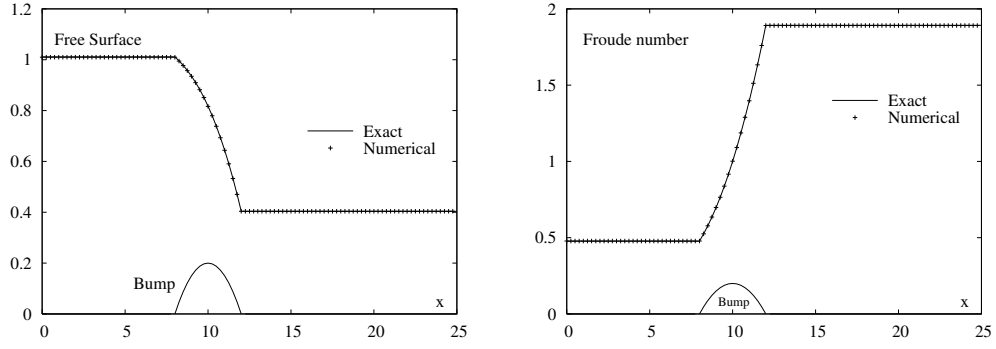 1.2
1
0.8
0.6
0.4
0.2
0
Free Surface
Exact
Numerical
Bump
x
0 5 10 15 20 25
2
1.5
1
0.5
0
Froude number
Exact
Numerical
Bump
x
0 5 10 15 20 25